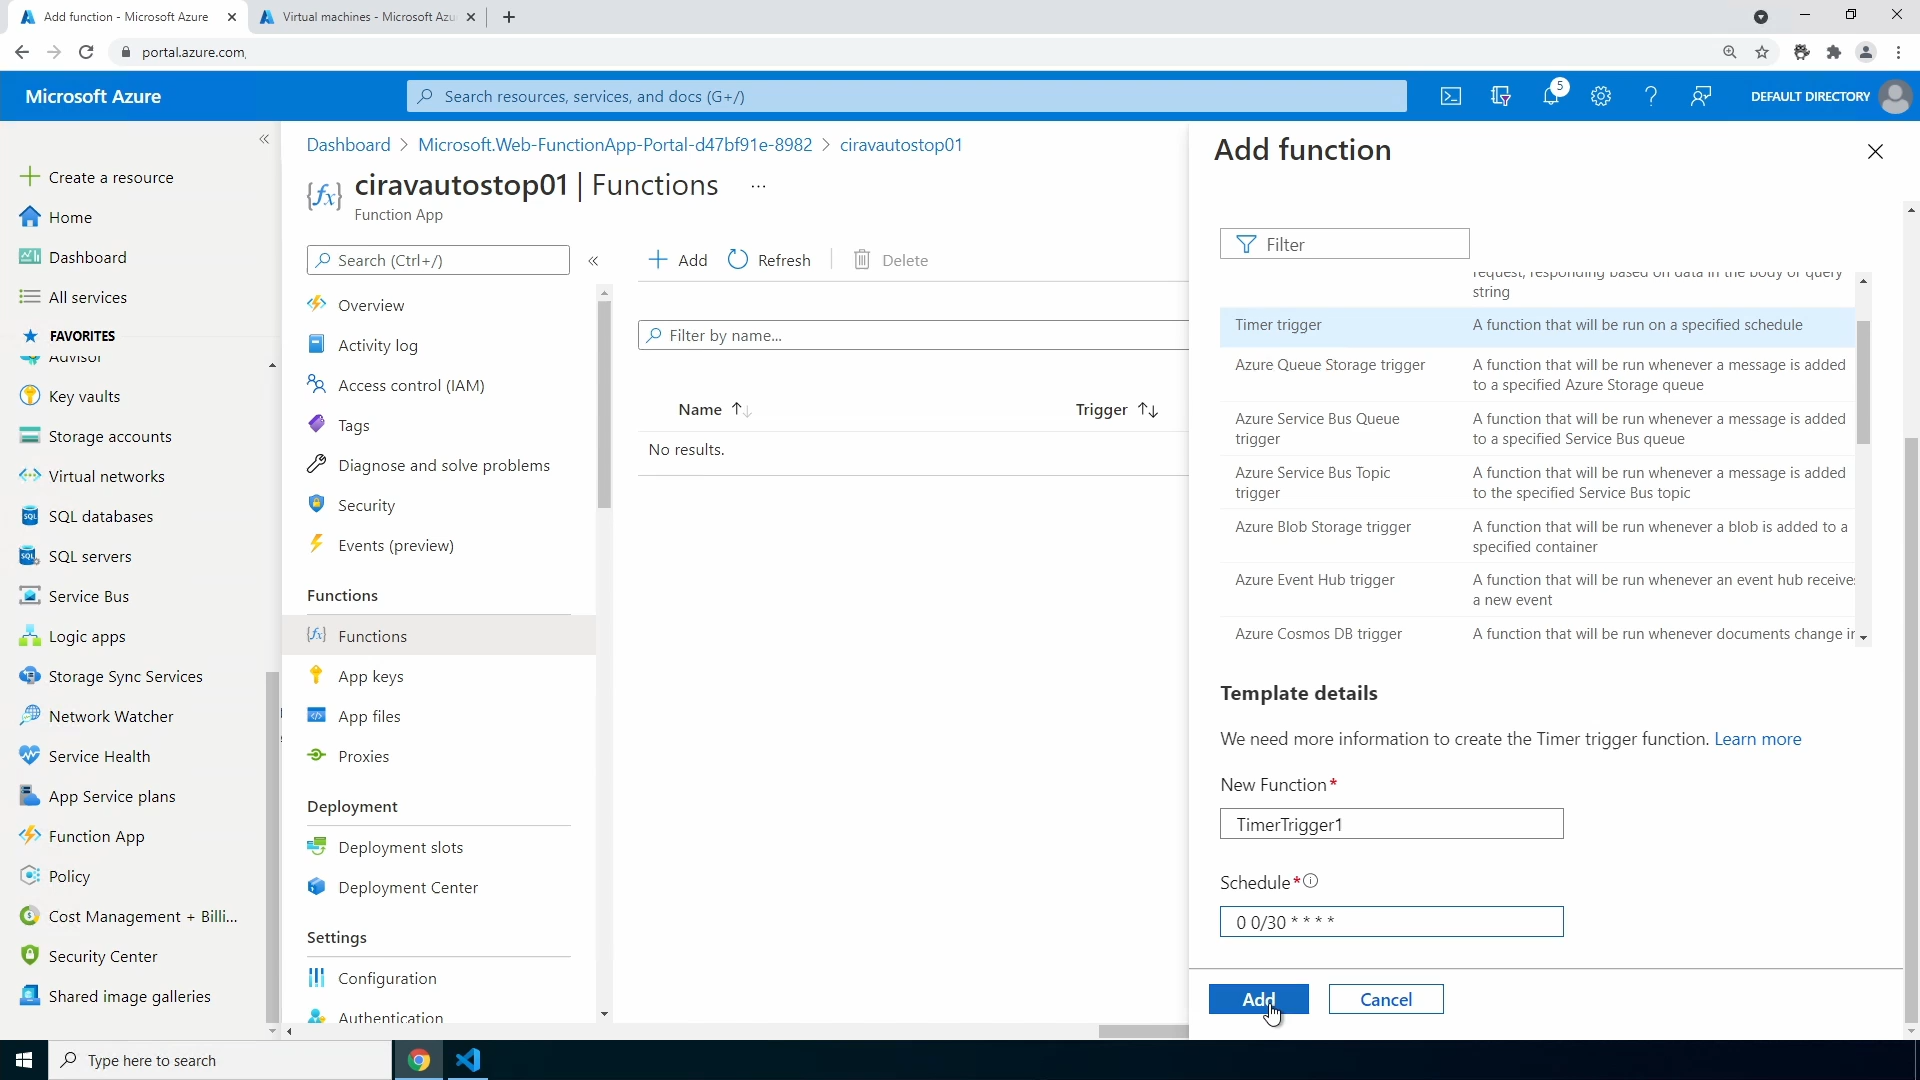 Add function - Microsoft Azure
Virtual machines - Microsoft Azu
portal.azure.com
Microsoft Azure
Search resources, services, and docs (G+/)
5
DEFAULT DIRECTORY
Create a resource
Home
Dashboard
All services
FAVORITES
Advisor
Key vaults
Storage accounts
Virtual networks
SQL databases
SQL servers
Service Bus
Logic apps
Storage Sync Services
Network Watcher
Service Health
App Service plans
Function App
Policy
Cost Management + Billi...
Security Center
Shared image galleries
Dashboard > Microsoft.Web-FunctionApp-Portal-d47bf91e-8982 > ciravautostop01
ciravautostop01 | Functions ...
Function App
Search (Ctrl+/)
Overview
Activity log
Access control (IAM)
Tags
Diagnose and solve problems
Security
Events (preview)
Functions
Functions
App keys
App files
Proxies
Deployment
Deployment slots
Deployment Center
Settings
Configuration
Authentication
Add
Refresh
Delete
Filter by name...
Name
Trigger
No results.
Add function
Filter
request, responding based on data in the body or query
string
Timer trigger
A function that will be run on a specified schedule
Azure Queue Storage trigger
A function that will be run whenever a message is added
to a specified Azure Storage queue
Azure Service Bus Queue
trigger
A function that will be run whenever a message is added
to a specified Service Bus queue
Azure Service Bus Topic
trigger
A function that will be run whenever a message is added
to the specified Service Bus topic
Azure Blob Storage trigger
A function that will be run whenever a blob is added to a
specified container
Azure Event Hub trigger
A function that will be run whenever an event hub receive
a new event
Azure Cosmos DB trigger
A function that will be run whenever documents change in
Template details
We need more information to create the Timer trigger function. Learn more
New Function*
TimerTrigger1
Schedule*
0 0/30 * * * *
Add
Cancel
Type here to search